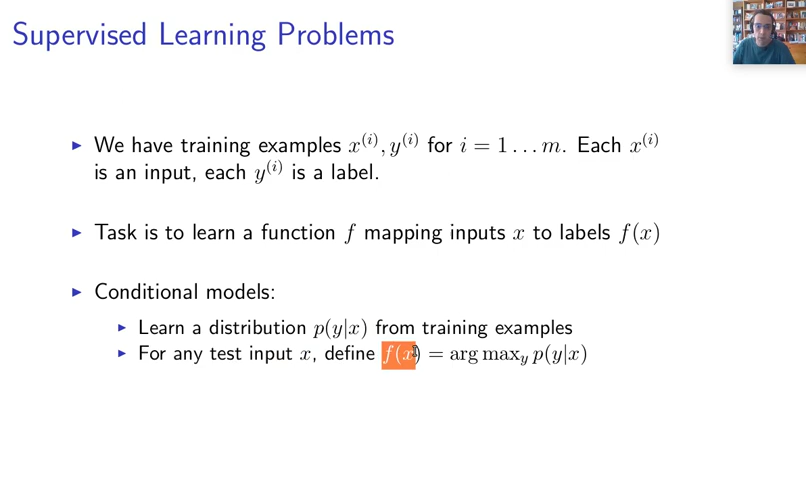 Supervised Learning Problems
▶ We have training examples x^(i), y^(i) for i = 1 . . . m. Each x^(i)
is an input, each y^(i) is a label.
▶ Task is to learn a function f mapping inputs x to labels f(x)
▶ Conditional models:
▶ Learn a distribution p(y|x) from training examples
▶ For any test input x, define f(x) = arg max_y p(y|x)